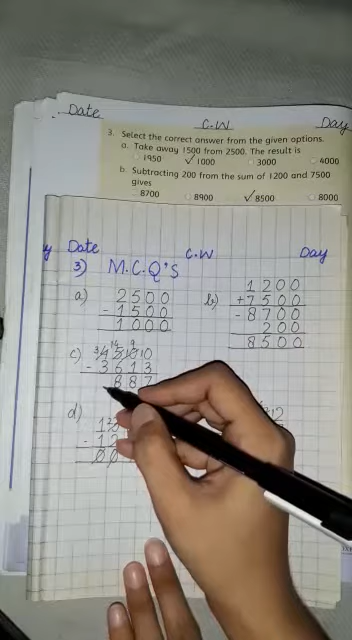 Date C.W Day
3. Select the correct answer from the given options.
a. Take away 1500 from 2500. The result is
1950 ✓1000 3000 4000
b. Subtracting 200 from the sum of 1200 and 7500
gives
8700 8900 ✓8500 8000
y Date C.W Day
3) M.C.Q's
a) 2500
- 1500
1000
b) 1200
+7500
-8700
200
8500
c)
- 3613
887
d)